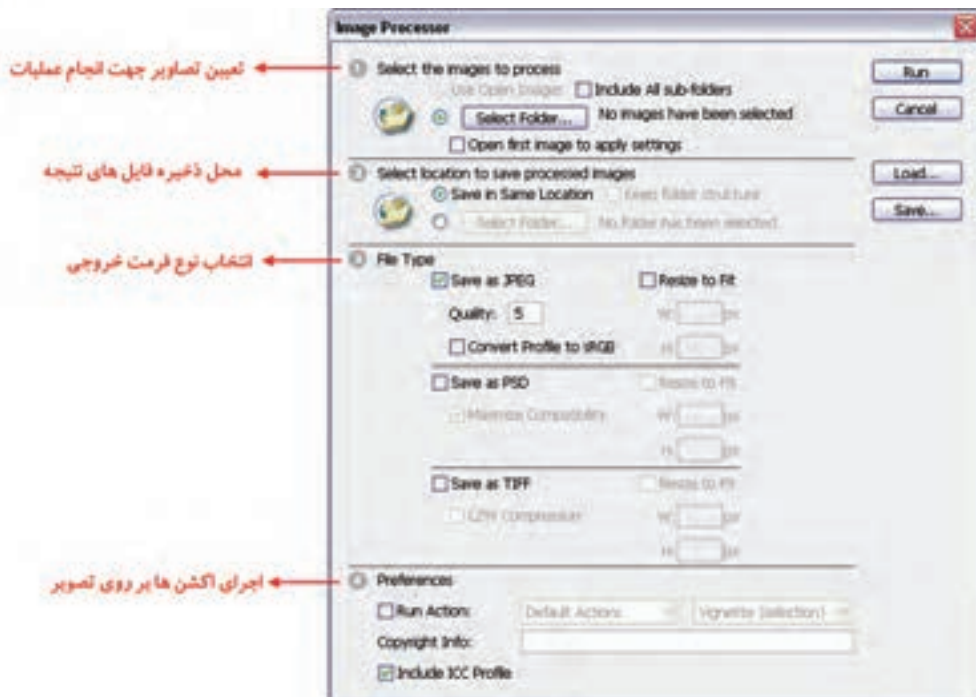 Image Processor
تعیین تصاویر جهت انجام عملیات
1 Select the images to process
Run
Use Open Images Include All sub-folders
Select Folder... No images have been selected
Cancel
Open first image to apply settings
محل ذخیره فایل های نتیجه
2 Select location to save processed images
Load...
Save in Same Location Keep folder structure
Select Folder... No folder has been selected
Save...
انتخاب نوع فرمت خروجی
3 File Type
Save as JPEG Resize to Fit
Quality: 5 W: px
Convert Profile to sRGB H: px
Save as PSD Resize to Fit
Maximize Compatibility W: px
H: px
Save as TIFF Resize to Fit
LZW Compression W: px
H: px
اجرای اکشن ها بر روی تصویر
4 Preferences
Run Action: Default Actions Vignette (selection)
Copyright Info:
Include ICC Profile